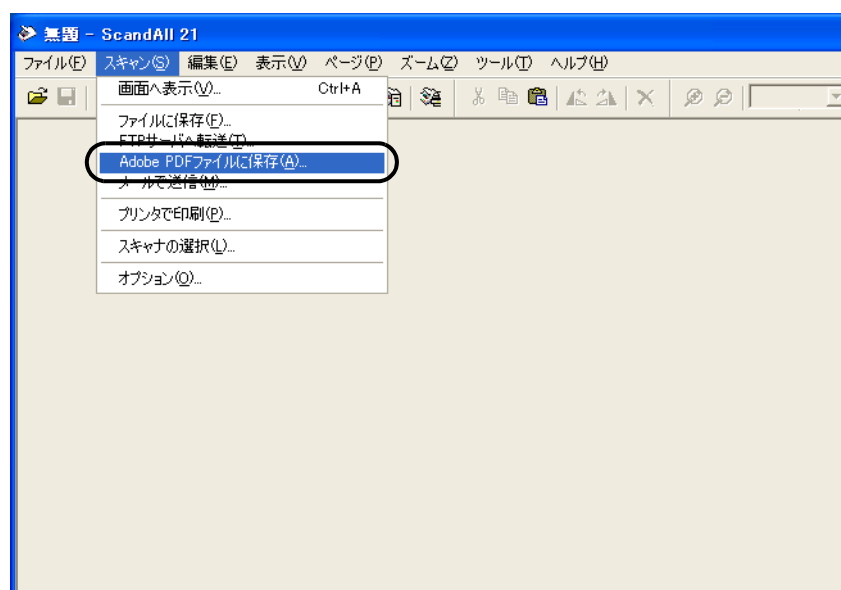 無題 - ScandAll 21
ファイル(F) スキャン(S) 編集(E) 表示(V) ページ(P) ズーム(Z) ツール(T) ヘルプ(H)
画面へ表示(V)... Ctrl+A
ファイルに保存(F)...
FTPサーバへ転送(T)...
Adobe PDFファイルに保存(A)...
メールで送信(M)...
プリンタで印刷(P)...
スキャナの選択(L)...
オプション(O)...